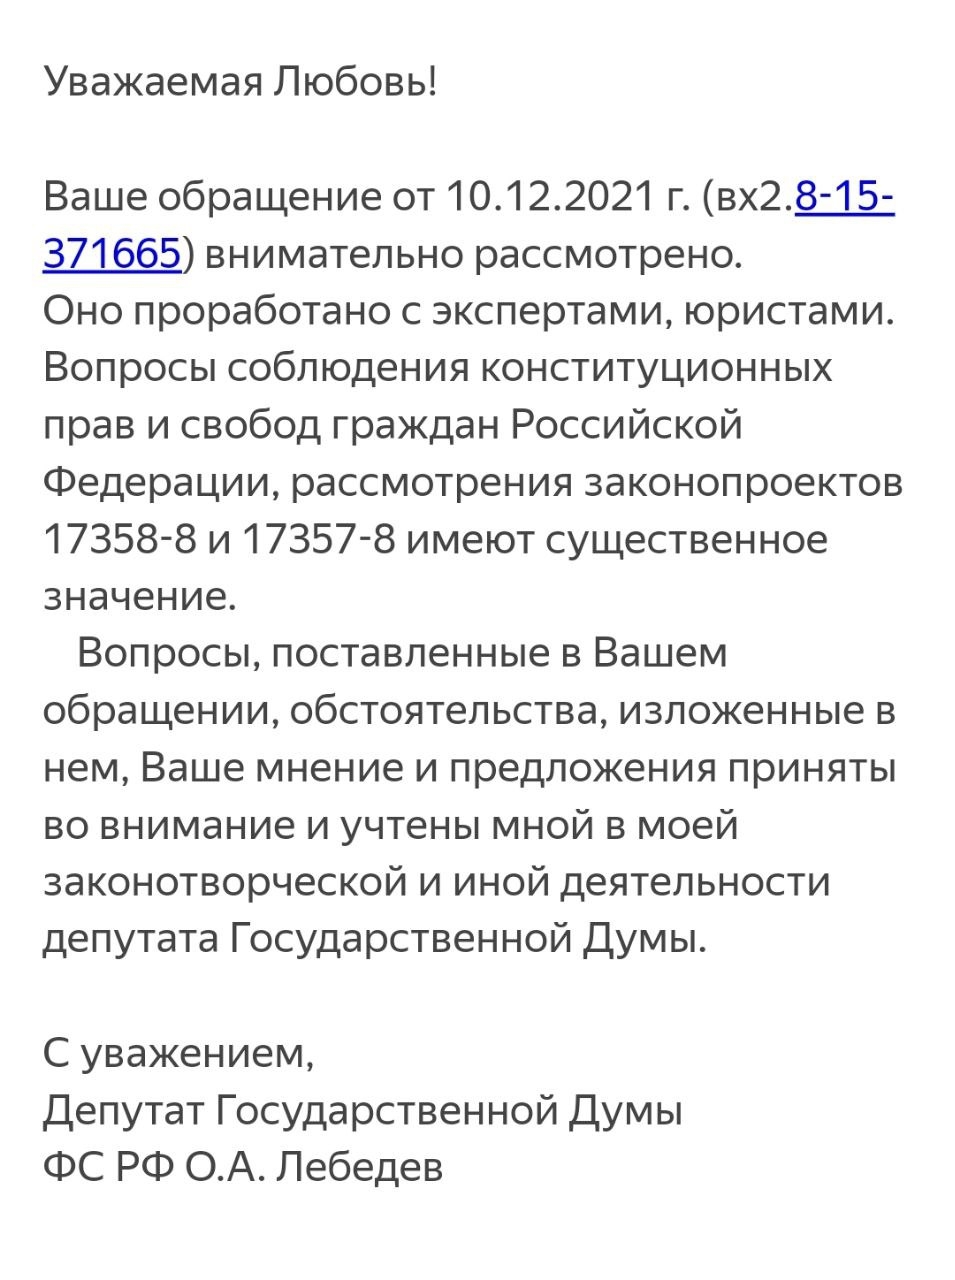 Уважаемая Любовь!
Ваше обращение от 10.12.2021 г. (вх2.8-15-
371665) внимательно рассмотрено.
Оно проработано с экспертами, юристами.
Вопросы соблюдения конституционных
прав и свобод граждан Российской
Федерации, рассмотрения законопроектов
17358-8 и 17357-8 имеют существенное
значение.
Вопросы, поставленные в Вашем
обращении, обстоятельства, изложенные в
нем, Ваше мнение и предложения приняты
во внимание и учтены мной в моей
законотворческой и иной деятельности
депутата Государственной Думы.
С уважением,
Депутат Государственной Думы
ФС РФ О.А. Лебедев